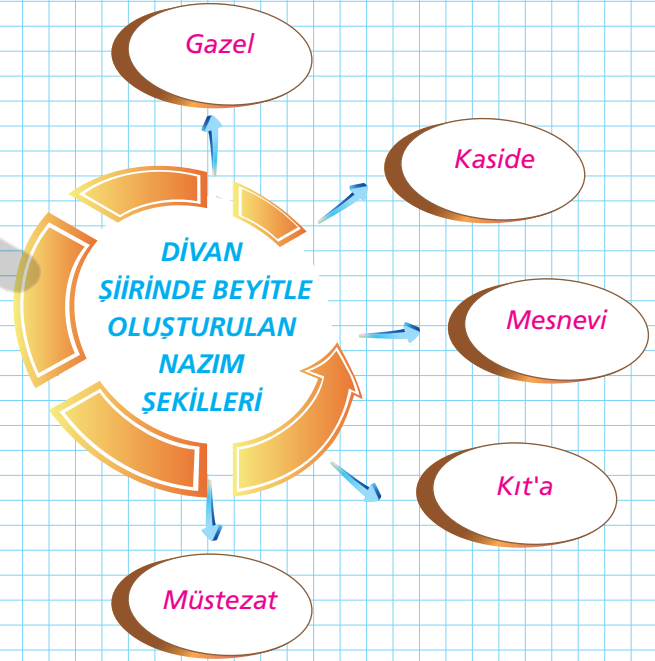 Gazel
Kaside
DİVAN
ŞİİRİNDE BEYİTLE
OLUŞTURULAN
NAZIM
ŞEKİLLERİ
Mesnevi
Kıt'a
Müstezat